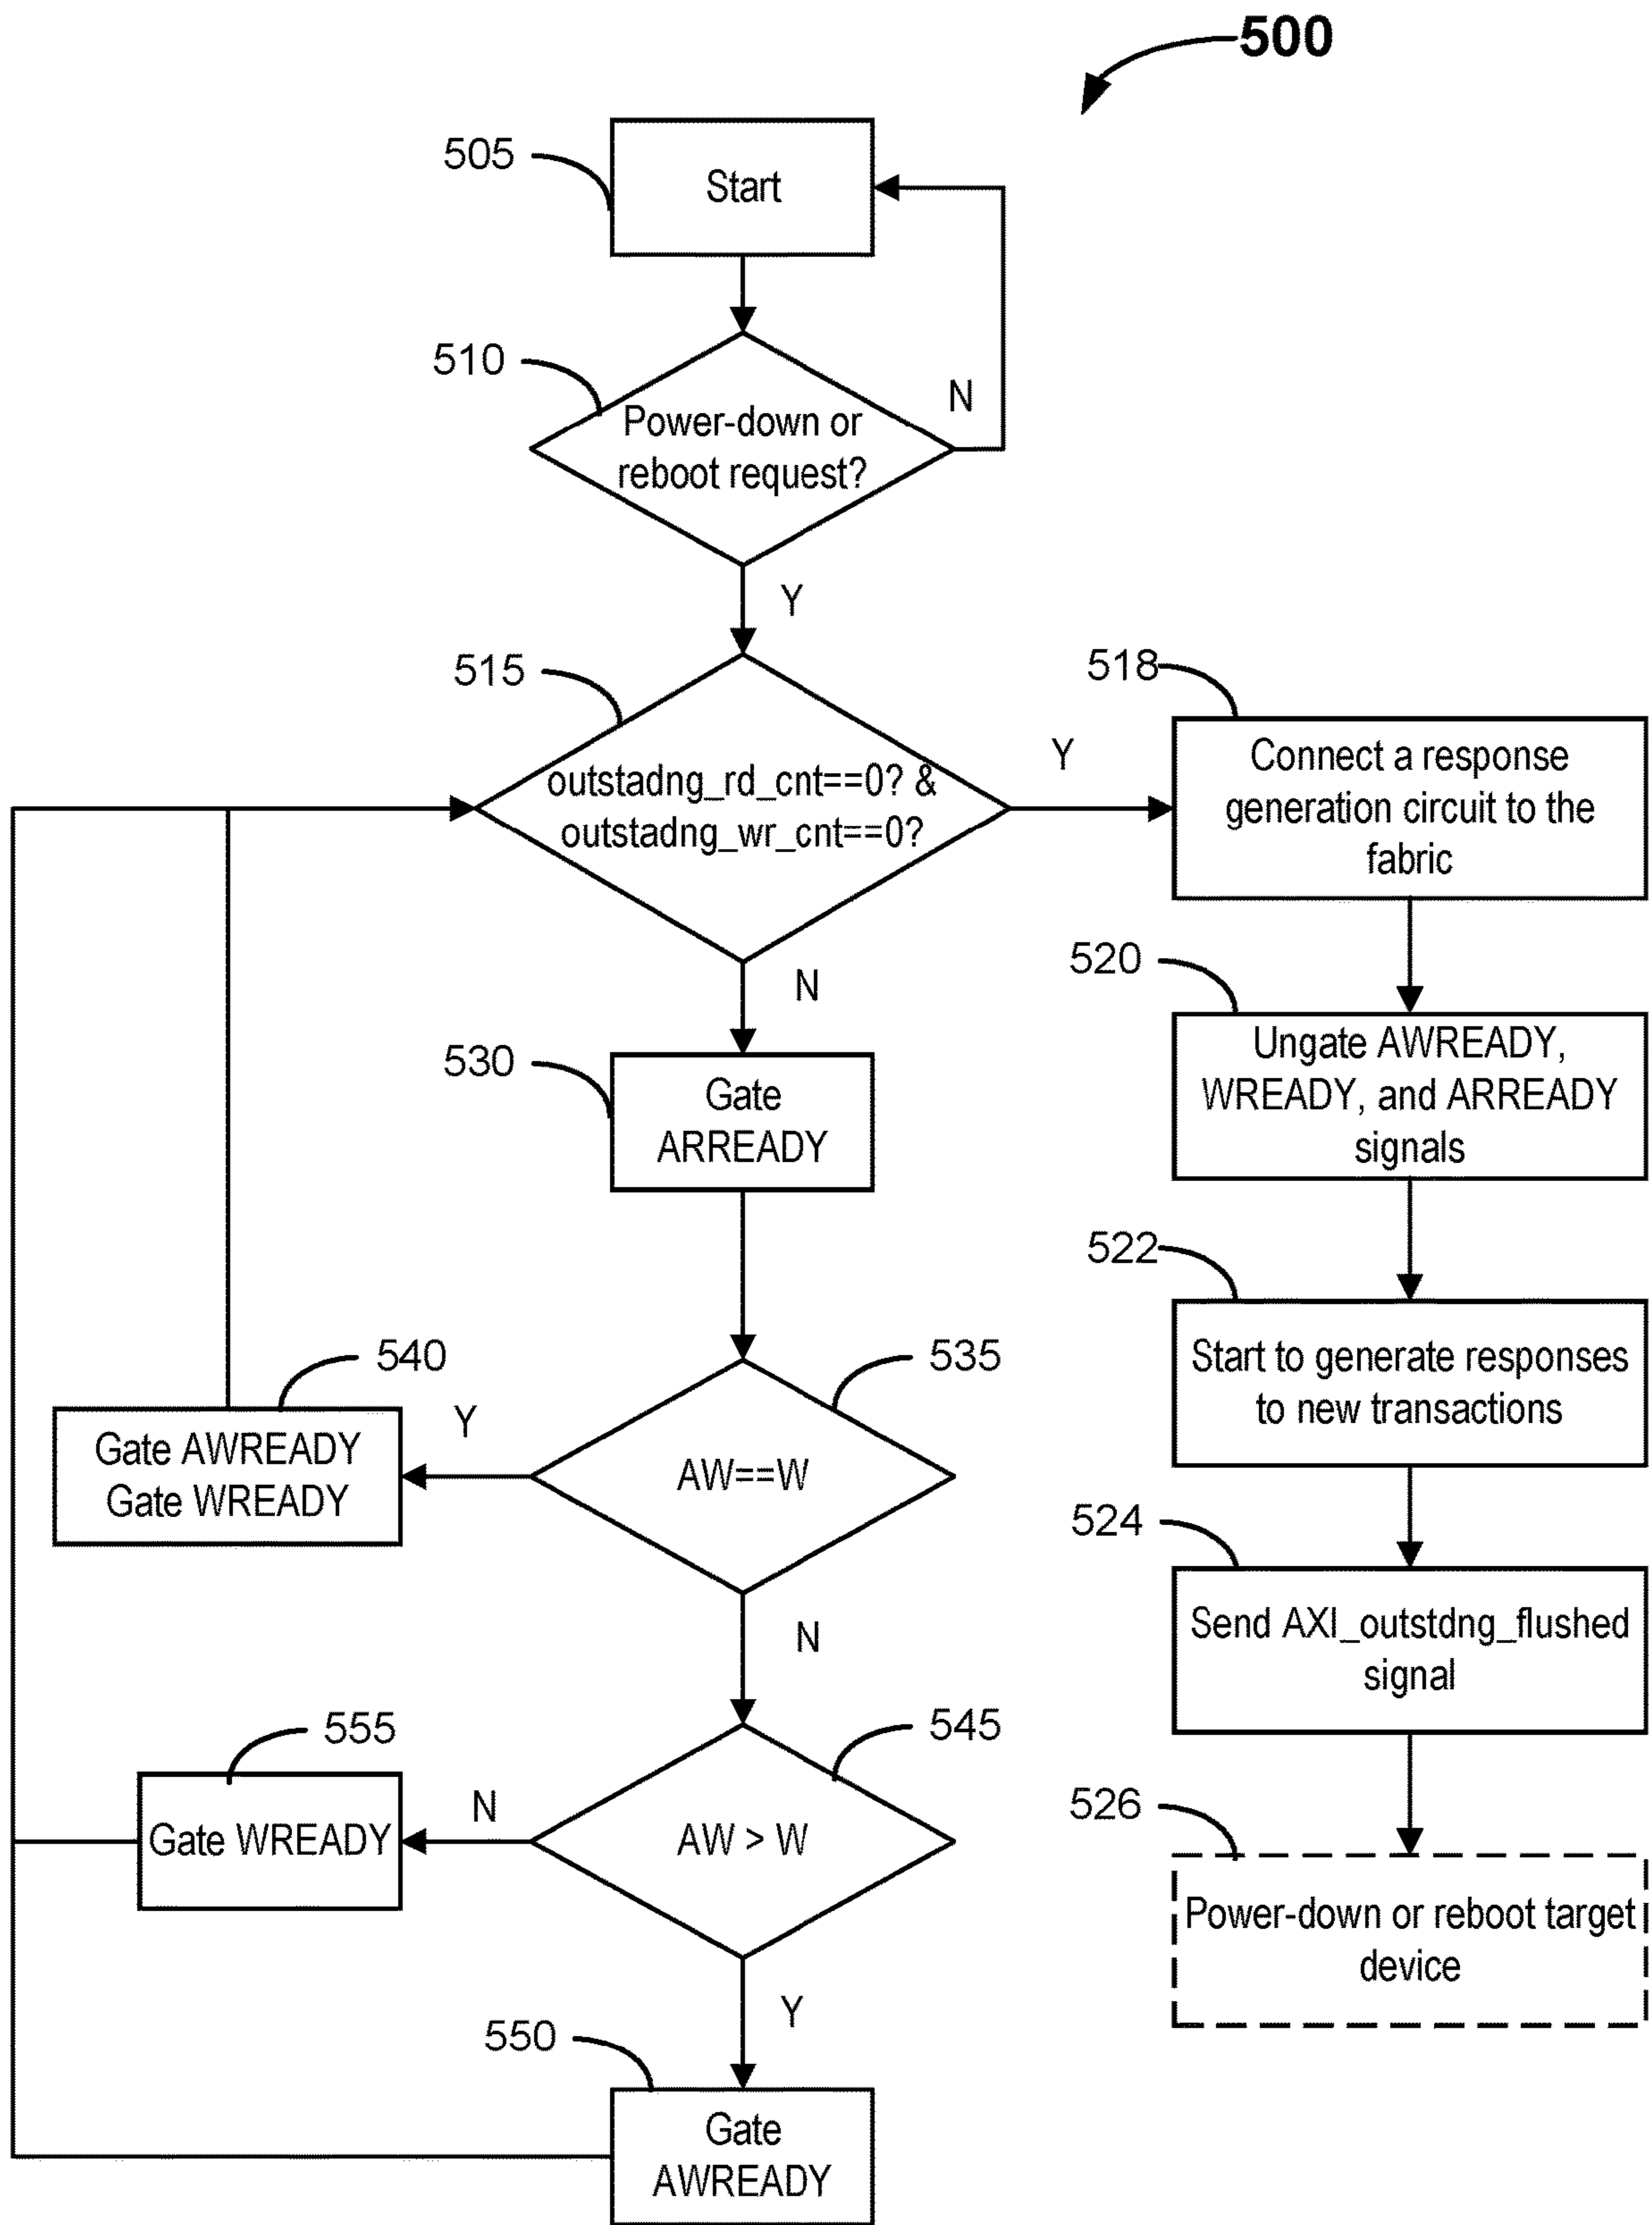 500
505
Start
510
N
Power-down or
reboot request?
Y
515
outstadng_rd_cnt==0? &
outstadng_wr_cnt==0?
Y
518
Connect a response
generation circuit to the
fabric
N
520
Ungate AWREADY,
WREADY, and ARREADY
signals
530
Gate
ARREADY
522
Start to generate responses
to new transactions
540
535
Y
Gate AWREADY
Gate WREADY
AW==W
N
524
Send AXI_outstdng_flushed
signal
555
545
N
Gate WREADY
AW > W
526
Power-down or reboot target
device
Y
550
Gate
AWREADY